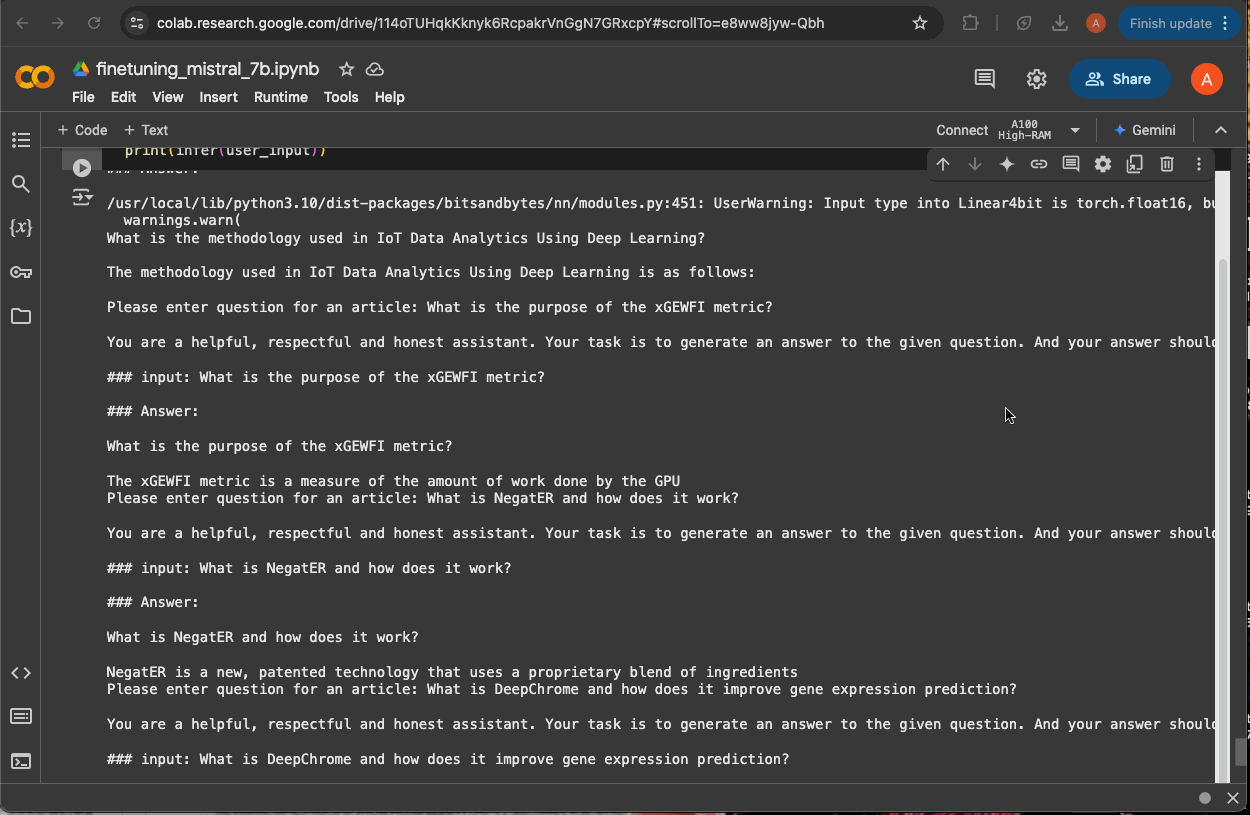 colab.research.google.com/drive/114oTUHqkKknyk6RcpakrVnGgN7GRxcpY#scrollTo=e8ww8jyw-Qbh
A
Finish update
finetuning_mistral_7b.ipynb
File Edit View Insert Runtime Tools Help
Share
A
+ Code + Text
Connect
A100
High-RAM
Gemini
print(infer(user_input))
### Answer:
/usr/local/lib/python3.10/dist-packages/bitsandbytes/nn/modules.py:451: UserWarning: Input type into Linear4bit is torch.float16, bu
warnings.warn(
What is the methodology used in IoT Data Analytics Using Deep Learning?
The methodology used in IoT Data Analytics Using Deep Learning is as follows:
Please enter question for an article: What is the purpose of the xGEWFI metric?
You are a helpful, respectful and honest assistant. Your task is to generate an answer to the given question. And your answer should
### input: What is the purpose of the xGEWFI metric?
### Answer:
What is the purpose of the xGEWFI metric?
The xGEWFI metric is a measure of the amount of work done by the GPU
Please enter question for an article: What is NegatER and how does it work?
You are a helpful, respectful and honest assistant. Your task is to generate an answer to the given question. And your answer should
### input: What is NegatER and how does it work?
### Answer:
What is NegatER and how does it work?
NegatER is a new, patented technology that uses a proprietary blend of ingredients
Please enter question for an article: What is DeepChrome and how does it improve gene expression prediction?
You are a helpful, respectful and honest assistant. Your task is to generate an answer to the given question. And your answer should
### input: What is DeepChrome and how does it improve gene expression prediction?